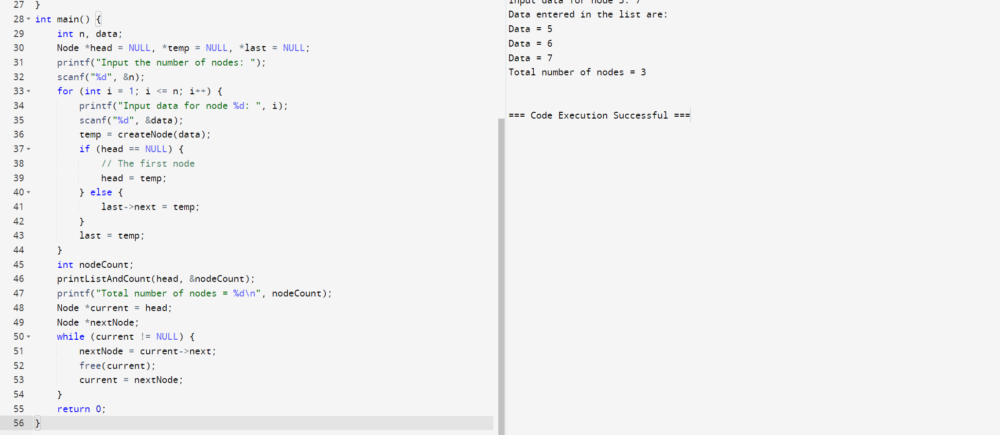 27 }
28 int main() {
29 int n, data;
30 Node *head = NULL, *temp = NULL, *last = NULL;
31 printf("Input the number of nodes: ");
32 scanf("%d", &n);
33 for (int i = 1; i <= n; i++) {
34 printf("Input data for node %d: ", i);
35 scanf("%d", &data);
36 temp = createNode(data);
37 if (head == NULL) {
38 // The first node
39 head = temp;
40 } else {
41 last->next = temp;
42 }
43 last = temp;
44 }
45 int nodeCount;
46 printListAndCount(head, &nodeCount);
47 printf("Total number of nodes = %d\n", nodeCount);
48 Node *current = head;
49 Node *nextNode;
50 while (current != NULL) {
51 nextNode = current->next;
52 free(current);
53 current = nextNode;
54 }
55 return 0;
56 }
Input data for node 3: 7
Data entered in the list are:
Data = 5
Data = 6
Data = 7
Total number of nodes = 3
=== Code Execution Successful ===